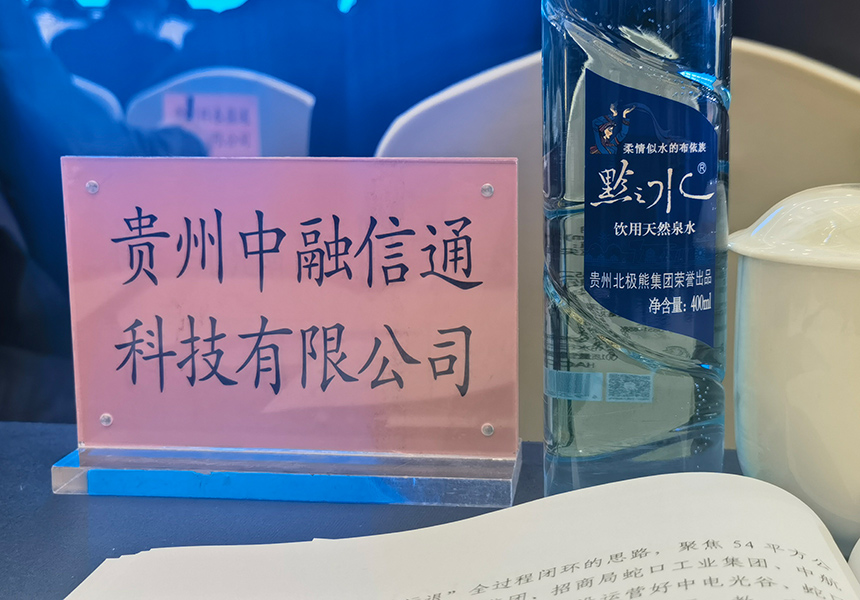 贵州中融信通
科技有限公司
柔情似水的布依族
黔之水®
饮用天然泉水
贵州北极熊集团荣誉出品
净含量：400ml
”全过程闭环的思路，聚焦54平方公
招商局蛇口工业集团、中航
运营好中电光谷、蛇